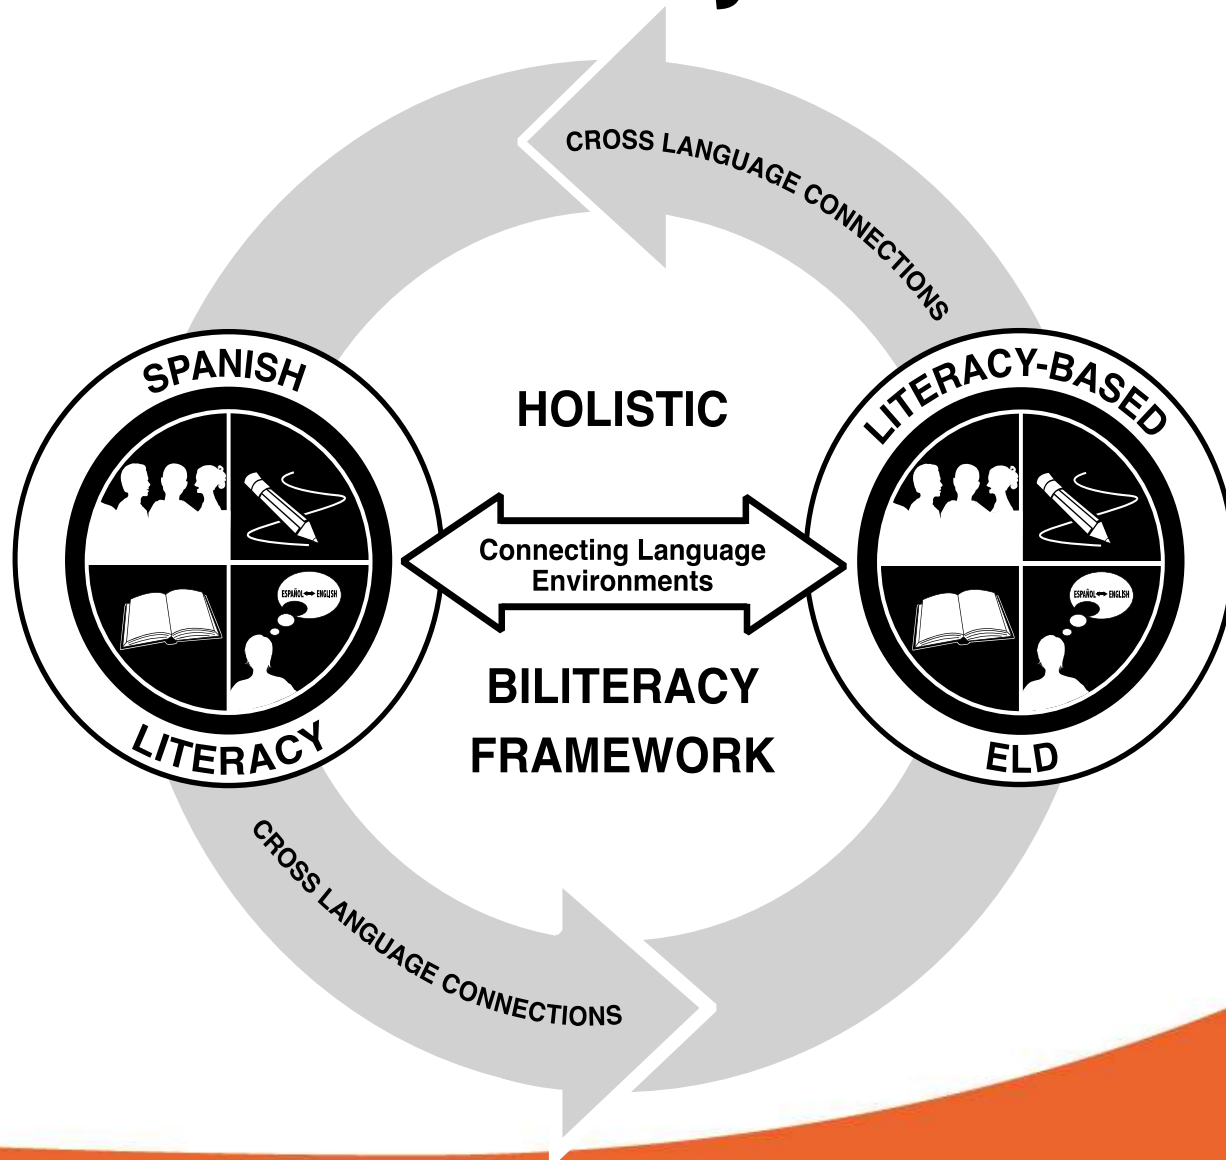 CROSS LANGUAGE CONNECTIONS
SPANISH
LITERACY
ESPAÑOL ENGLISH
HOLISTIC
Connecting Language
Environments
BILITERACY
FRAMEWORK
LITERACY-BASED
ELD
ESPAÑOL ENGLISH
CROSS LANGUAGE CONNECTIONS